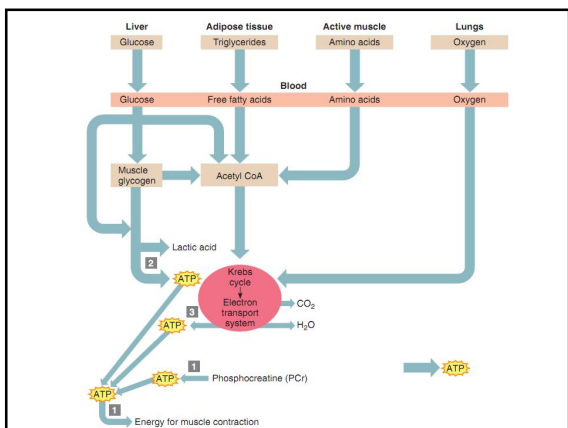 Liver Adipose tissue Active muscle Lungs
Glucose Triglycerides Amino acids Oxygen
Blood
Glucose Free fatty acids Amino acids Oxygen
Muscle
glycogen
Acetyl CoA
Lactic acid
2
ATP
Krebs
cycle
Electron
transport
system
CO2
3
ATP
H2O
ATP
1
ATP
Phosphocreatine (PCr)
ATP
1
Energy for muscle contraction